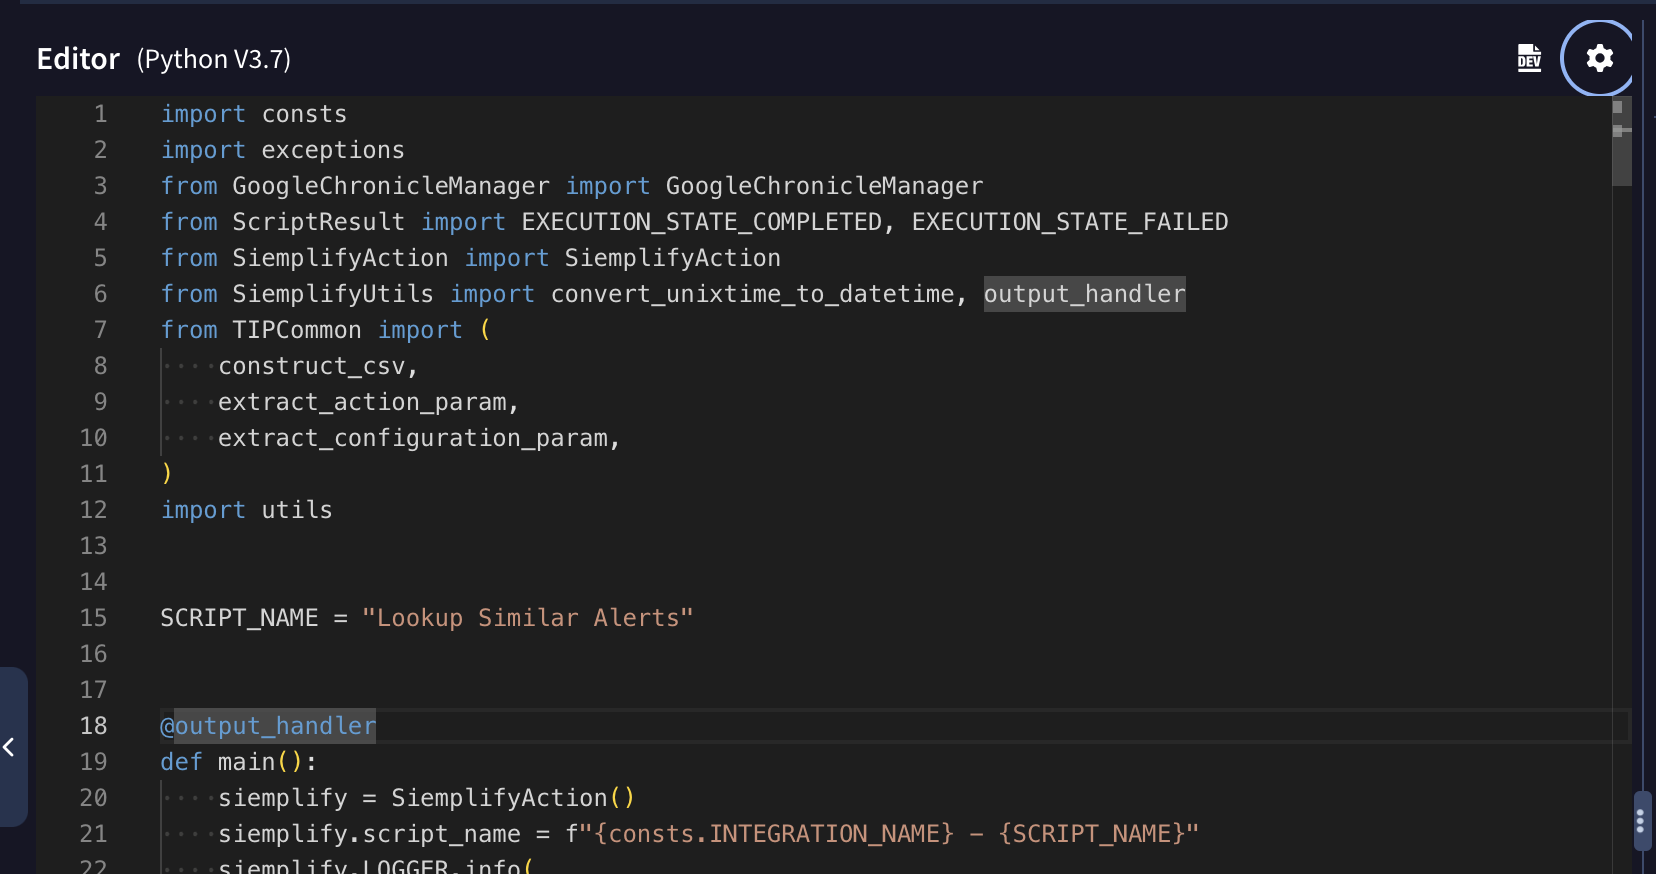 Editor (Python V3.7)
DEV
1 import consts
2 import exceptions
3 from GoogleChronicleManager import GoogleChronicleManager
4 from ScriptResult import EXECUTION_STATE_COMPLETED, EXECUTION_STATE_FAILED
5 from SiemplifyAction import SiemplifyAction
6 from SiemplifyUtils import convert_unixtime_to_datetime, output_handler
7 from TIPCommon import (
8 ····construct_csv,
9 ····extract_action_param,
10 ····extract_configuration_param,
11 )
12 import utils
13
14
15 SCRIPT_NAME = "Lookup Similar Alerts"
16
17
18 @output_handler
19 def main():
20 ····siemplify = SiemplifyAction()
21 ····siemplify.script_name = f"{consts.INTEGRATION_NAME} - {SCRIPT_NAME}"
22 ····siemplify.LOGGER.info(